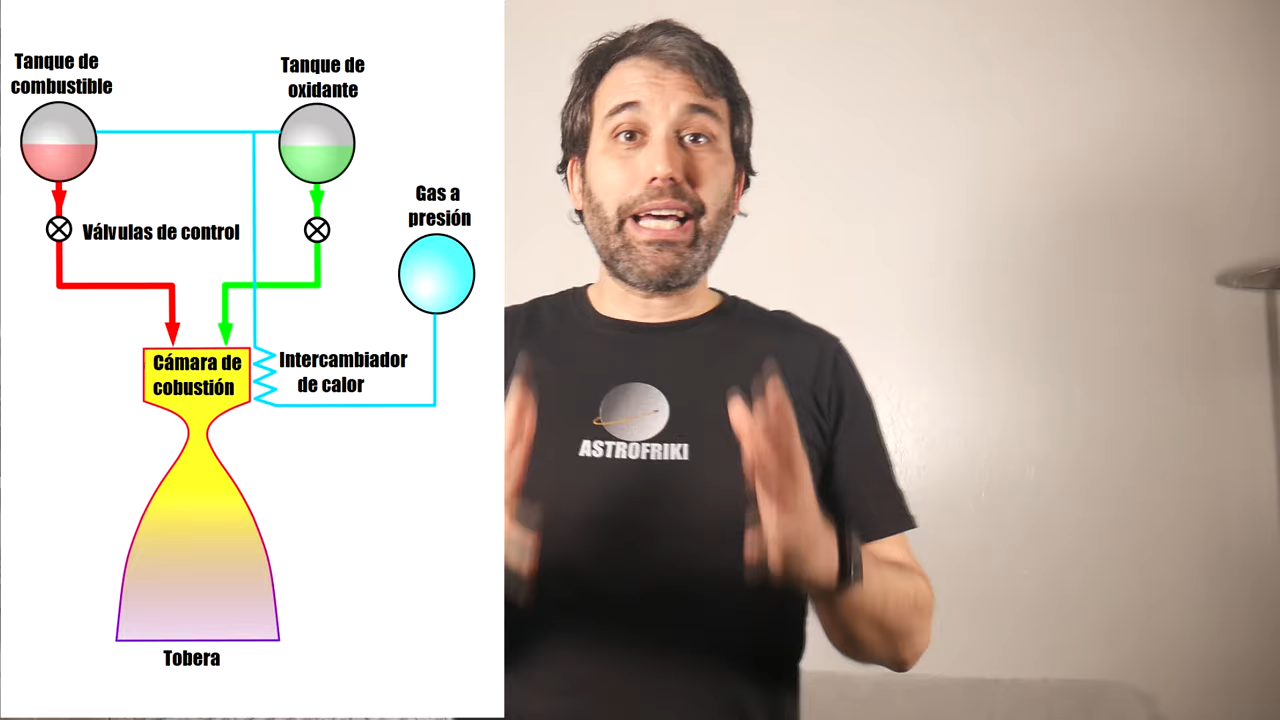 Tanque de
combustible
Tanque de
oxidante
Gas a
presión
Válvulas de control
Cámara de
cobustión
Intercambiador
de calor
Tobera
ASTROFRIKI